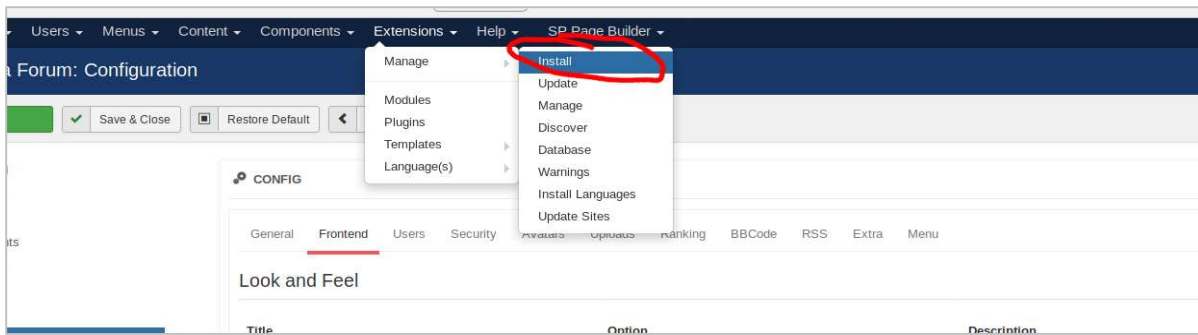 Users Menus Content Components Extensions Help SP Page Builder
Forum: Configuration
Manage
Install
Update
Manage
Discover
Database
Warnings
Install Languages
Update Sites
Modules
Plugins
Templates
Language(s)
Save & Close Restore Default
CONFIG
General Frontend Users Security Avatars Uploads Ranking BBCode RSS Extra Menu
Look and Feel
Title Option Description